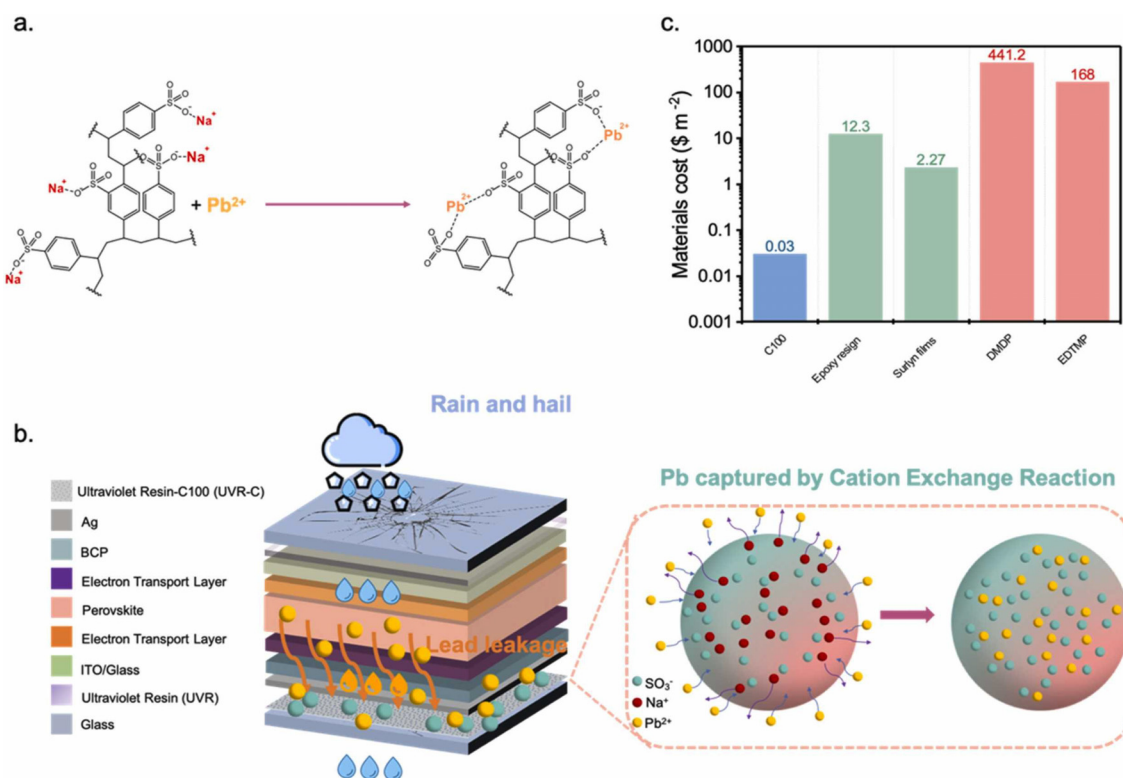 a.
Na⁺
Na⁺
Na⁺
Na⁺
+ Pb²⁺
Pb²⁺
Pb²⁺
c.
Materials cost ($ m⁻²)
1000
100
10
1
0.1
0.01
0.001
0.03
12.3
2.27
441.2
168
C100
Epoxy resign
Surlyn films
DMDP
EDTMP
b.
Rain and hail
Ultraviolet Resin-C100 (UVR-C)
Ag
BCP
Electron Transport Layer
Perovskite
Electron Transport Layer
ITO/Glass
Ultraviolet Resin (UVR)
Glass
Lead leakage
Pb captured by Cation Exchange Reaction
SO₃⁻
Na⁺
Pb²⁺